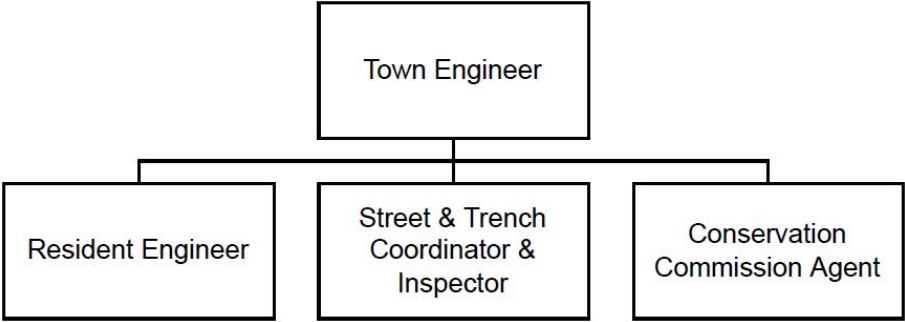 Town Engineer
Resident Engineer
Street & Trench
Coordinator &
Inspector
Conservation
Commission Agent